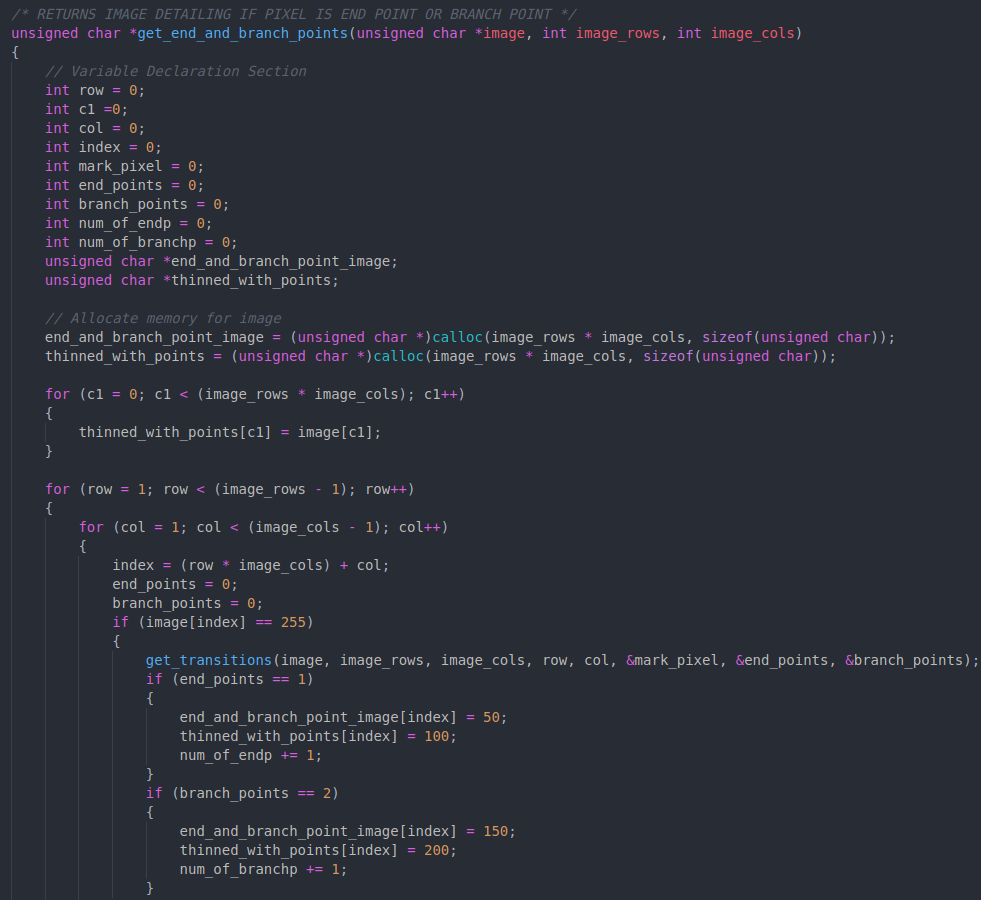 /* RETURNS IMAGE DETAILING IF PIXEL IS END POINT OR BRANCH POINT */
unsigned char *get_end_and_branch_points(unsigned char *image, int image_rows, int image_cols)
{
    // Variable Declaration Section
    int row = 0;
    int c1 =0;
    int col = 0;
    int index = 0;
    int mark_pixel = 0;
    int end_points = 0;
    int branch_points = 0;
    int num_of_endp = 0;
    int num_of_branchp = 0;
    unsigned char *end_and_branch_point_image;
    unsigned char *thinned_with_points;

    // Allocate memory for image
    end_and_branch_point_image = (unsigned char *)calloc(image_rows * image_cols, sizeof(unsigned char));
    thinned_with_points = (unsigned char *)calloc(image_rows * image_cols, sizeof(unsigned char));

    for (c1 = 0; c1 < (image_rows * image_cols); c1++)
    {
        thinned_with_points[c1] = image[c1];
    }

    for (row = 1; row < (image_rows - 1); row++)
    {
        for (col = 1; col < (image_cols - 1); col++)
        {
            index = (row * image_cols) + col;
            end_points = 0;
            branch_points = 0;
            if (image[index] == 255)
            {
                get_transitions(image, image_rows, image_cols, row, col, &mark_pixel, &end_points, &branch_points);
                if (end_points == 1)
                {
                    end_and_branch_point_image[index] = 50;
                    thinned_with_points[index] = 100;
                    num_of_endp += 1;
                }
                if (branch_points == 2)
                {
                    end_and_branch_point_image[index] = 150;
                    thinned_with_points[index] = 200;
                    num_of_branchp += 1;
                }